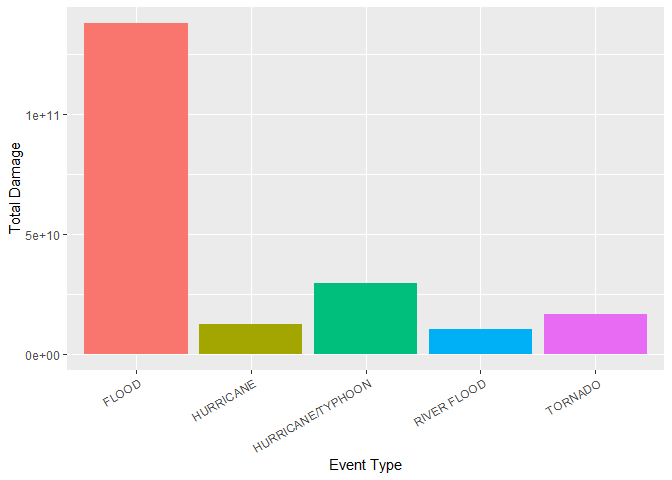 Total Damage
1e+11
5e+10
0e+00
FLOOD
HURRICANE
HURRICANE/TYPHOON
RIVER FLOOD
TORNADO
Event Type